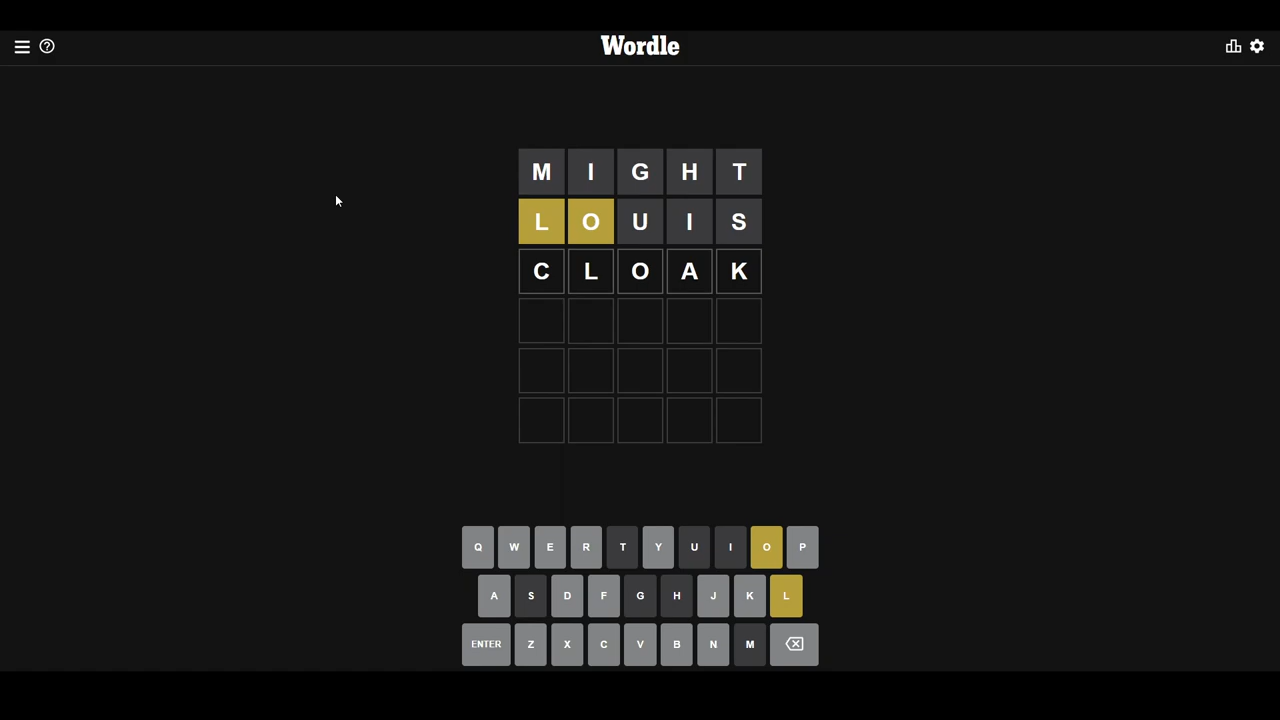 Wordle
M I G H T
L O U I S
C L O A K
Q W E R T Y U I O P
A S D F G H J K L
ENTER Z X C V B N M